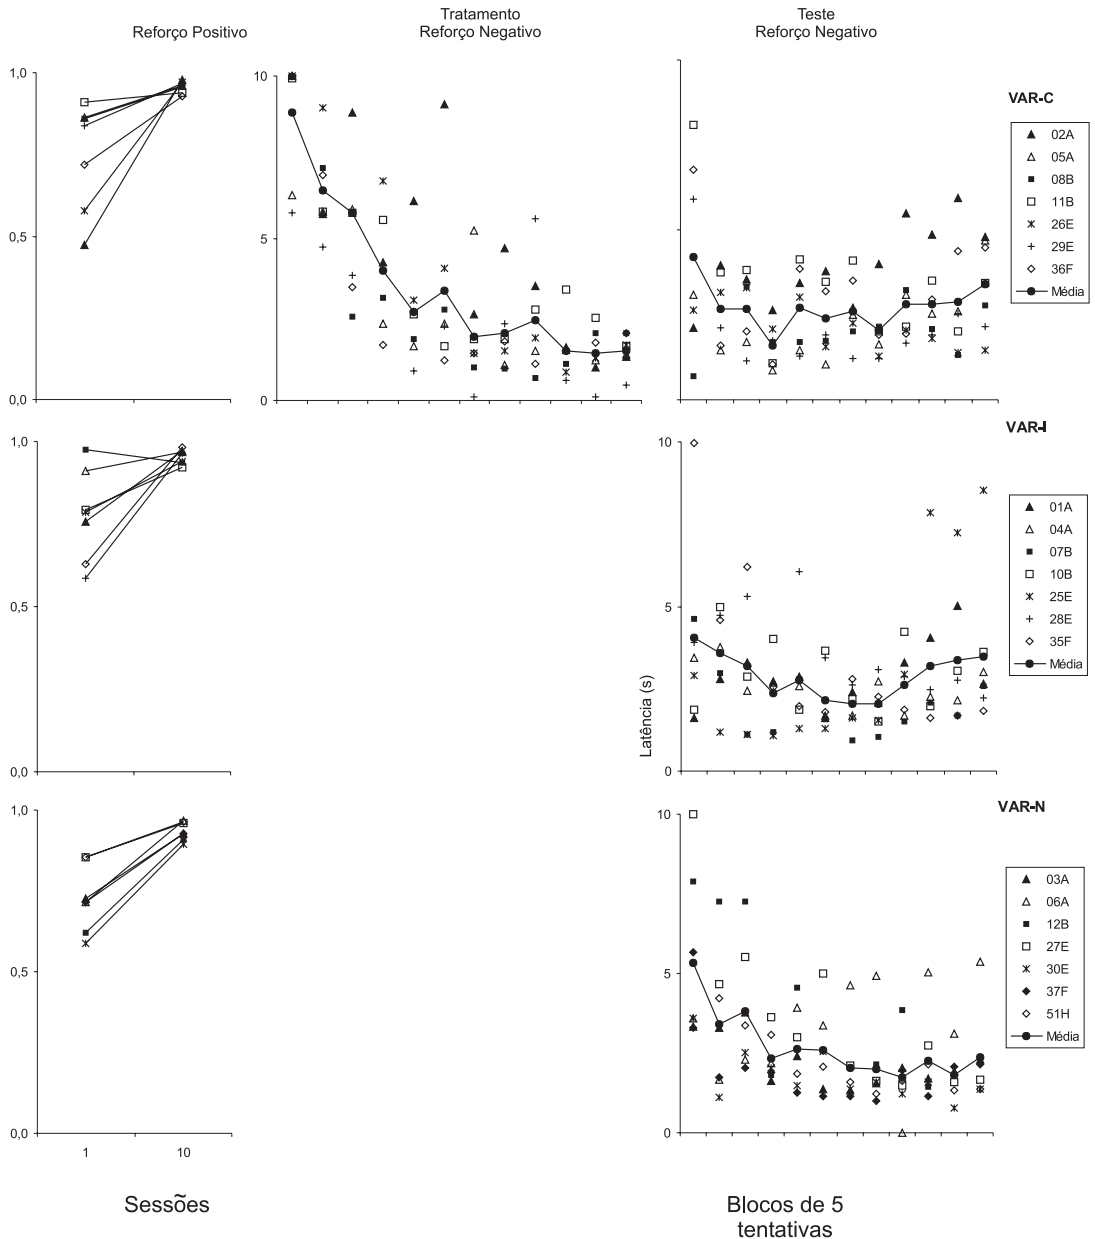 Reforço Positivo
Tratamento
Reforço Negativo
Teste
Reforço Negativo
1,0
0,5
0,0
10
5
0
VAR-C
02A
05A
08B
11B
26E
29E
36F
Média
1,0
0,5
0,0
Latência (s)
10
5
0
VAR-I
01A
04A
07B
10B
25E
28E
35F
Média
1,0
0,5
0,0
1
10
10
5
0
VAR-N
03A
06A
12B
27E
30E
37F
51H
Média
Sessões
Blocos de 5
tentativas